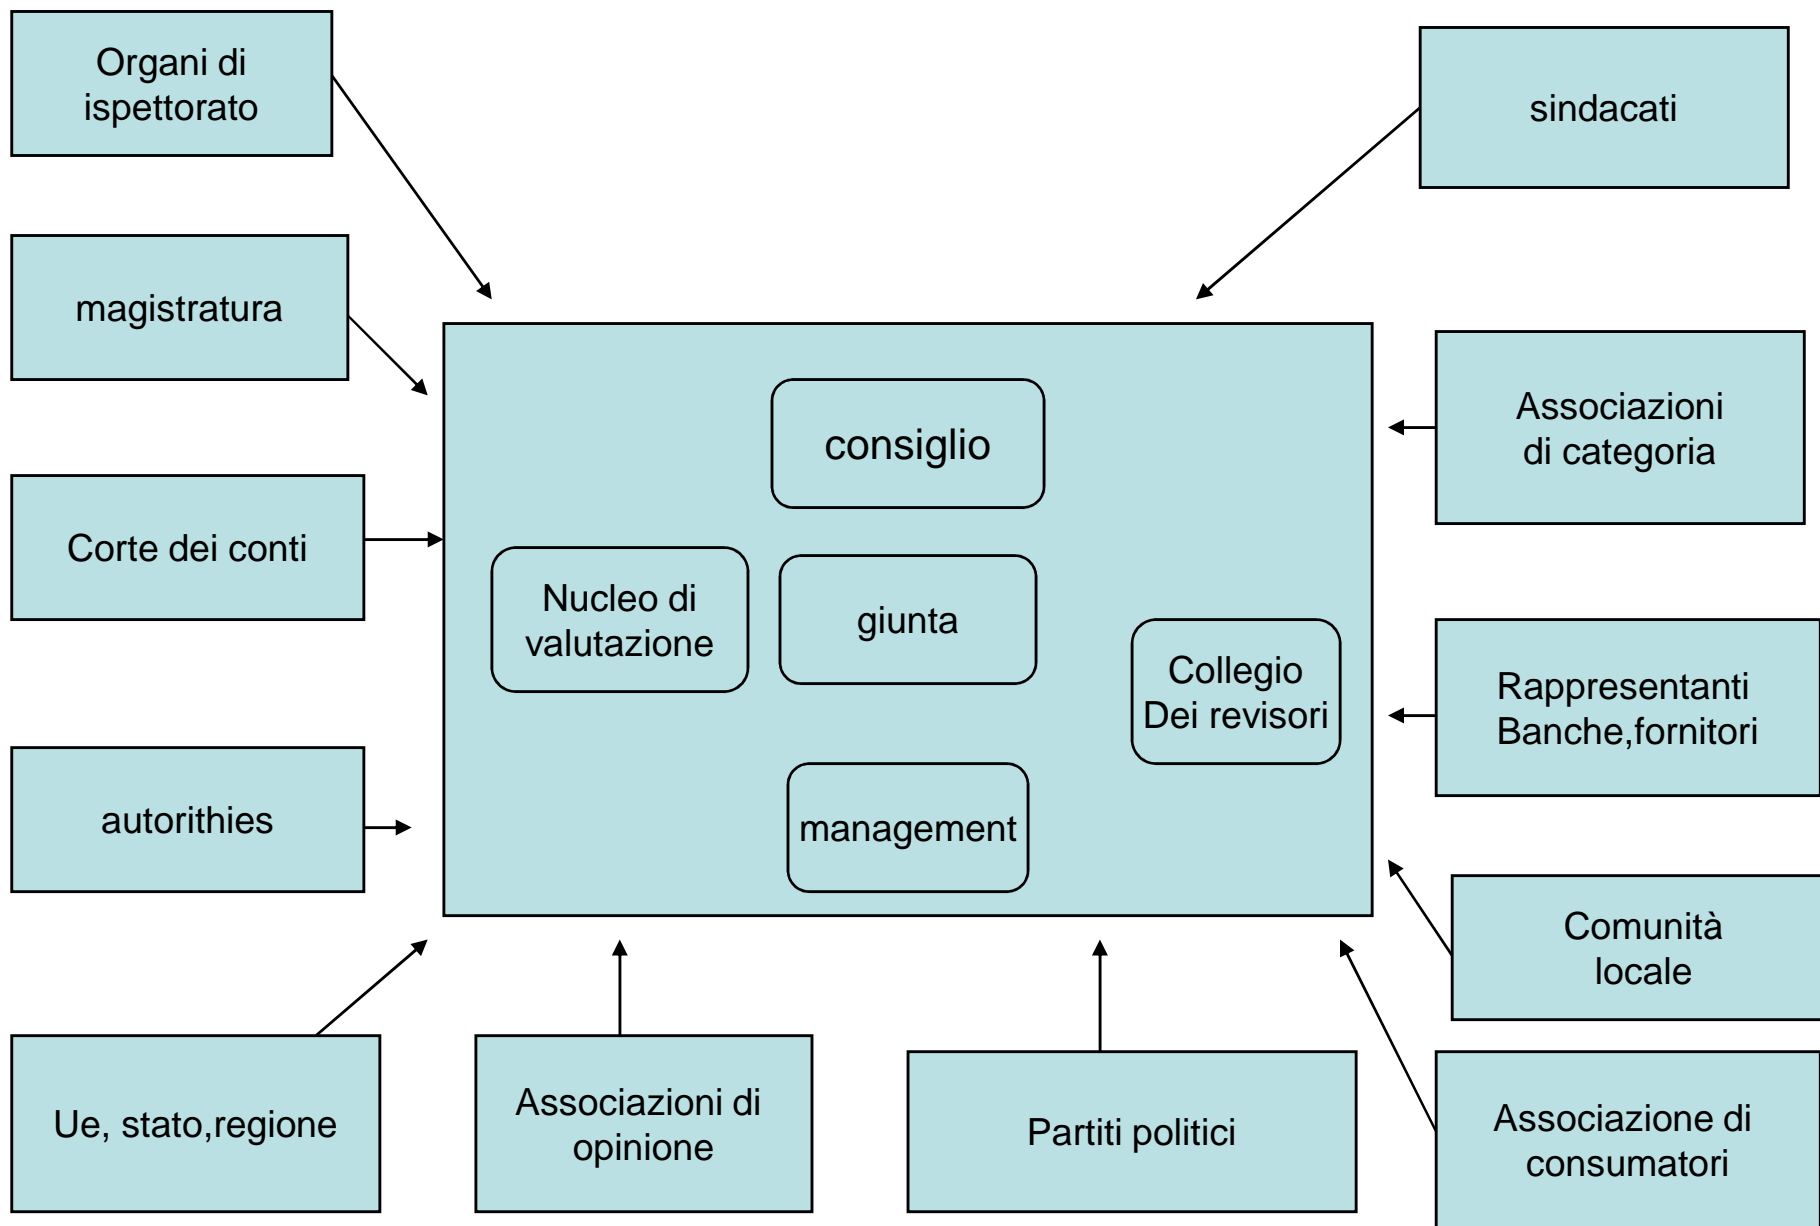 Organi di
ispettorato
sindacati
magistratura
Associazioni
di categoria
consiglio
Corte dei conti
Nucleo di
valutazione
giunta
Collegio
Dei revisori
Rappresentanti
Banche,fornitori
autorithies
management
Comunità
locale
Ue, stato,regione
Associazioni di
opinione
Partiti politici
Associazione di
consumatori